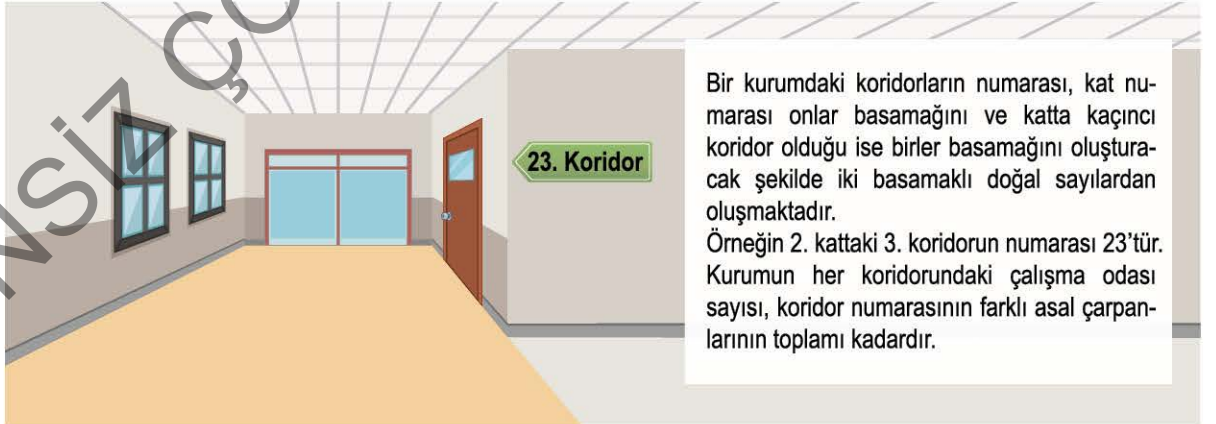 NSİZ ÇO
23. Koridor
Bir kurumdaki koridorların numarası, kat nu-
marası onlar basamağını ve katta kaçıncı
koridor olduğu ise birler basamağını oluştura-
cak şekilde iki basamaklı doğal sayılardan
oluşmaktadır.
Örneğin 2. kattaki 3. koridorun numarası 23'tür.
Kurumun her koridorundaki çalışma odası
sayısı, koridor numarasının farklı asal çarpan-
larının toplamı kadardır.